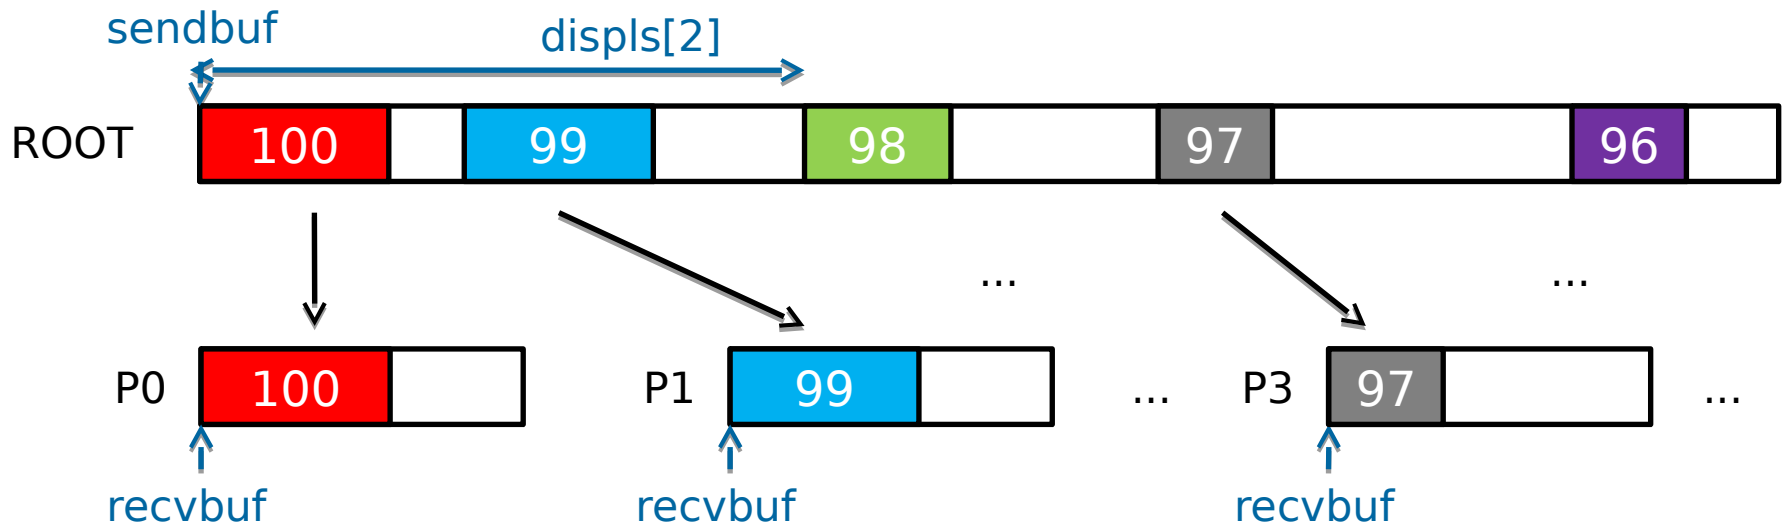 sendbuf
displs[2]
ROOT 100 99 98 97 96
... ...
P0 100 P1 99 ... P3 97 ...
recvbuf recvbuf recvbuf